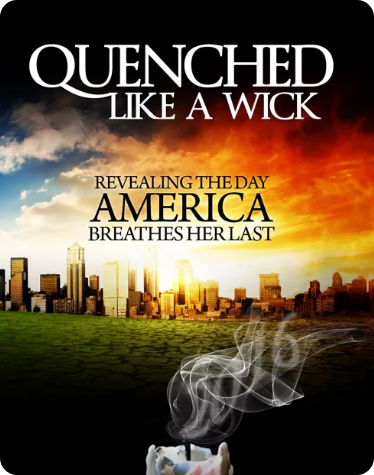 QUENCHED
LIKE A WICK
REVEALING THE DAY
AMERICA
BREATHES HER LAST